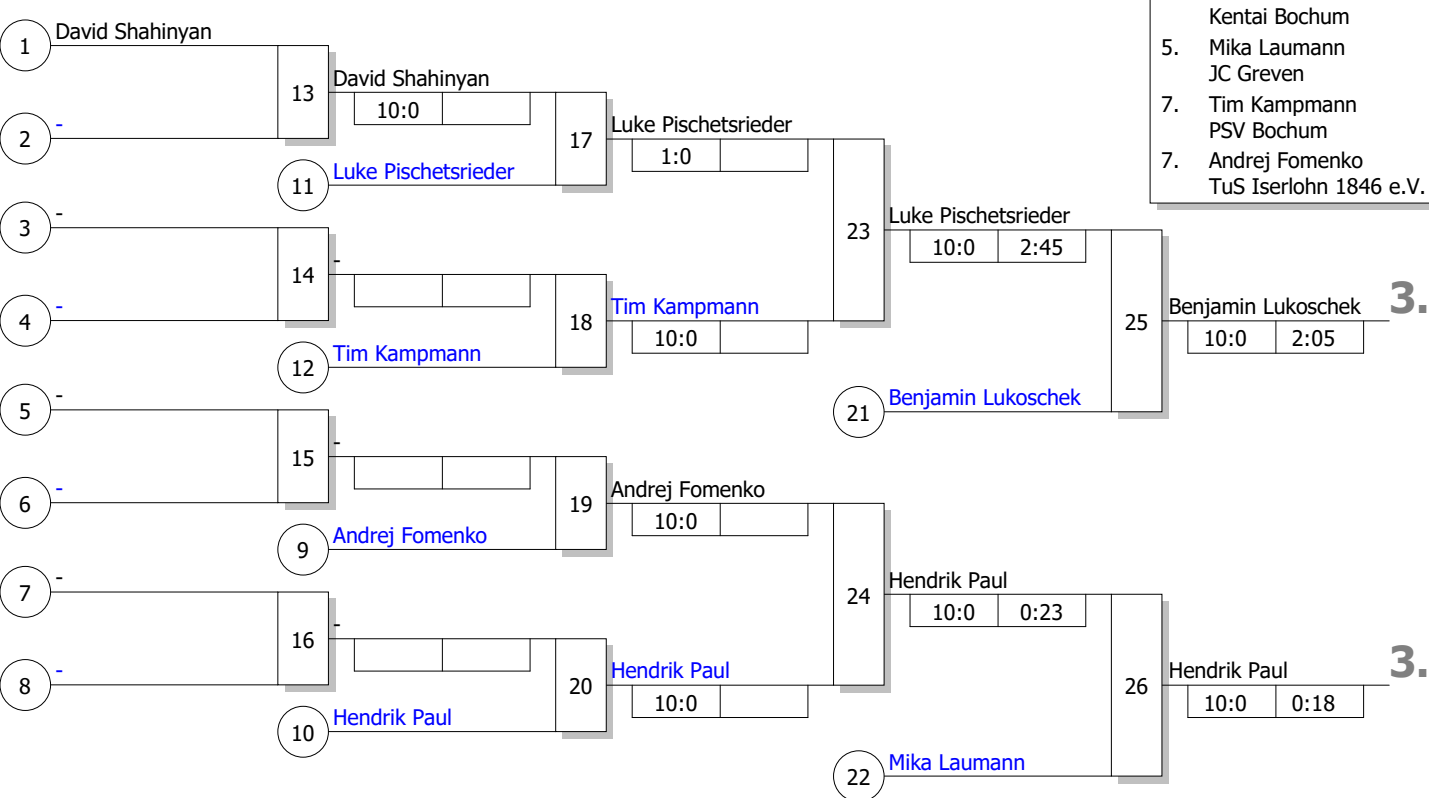 Kentai Bochum
5. Mika Laumann
JC Greven
7. Tim Kampmann
PSV Bochum
7. Andrej Fomenko
TuS Iserlohn 1846 e.V.
1 David Shahinyan
2 -
13 David Shahinyan
10:0
11 Luke Pischetsrieder
17 Luke Pischetsrieder
1:0
3 -
4 -
14 -
12 Tim Kampmann
18 Tim Kampmann
10:0
23 Luke Pischetsrieder
10:0 2:45
21 Benjamin Lukoschek
25 Benjamin Lukoschek 3.
10:0 2:05
5 -
6 -
15 -
9 Andrej Fomenko
19 Andrej Fomenko
10:0
7 -
8 -
16 -
10 Hendrik Paul
20 Hendrik Paul
10:0
24 Hendrik Paul
10:0 0:23
22 Mika Laumann
26 Hendrik Paul 3.
10:0 0:18